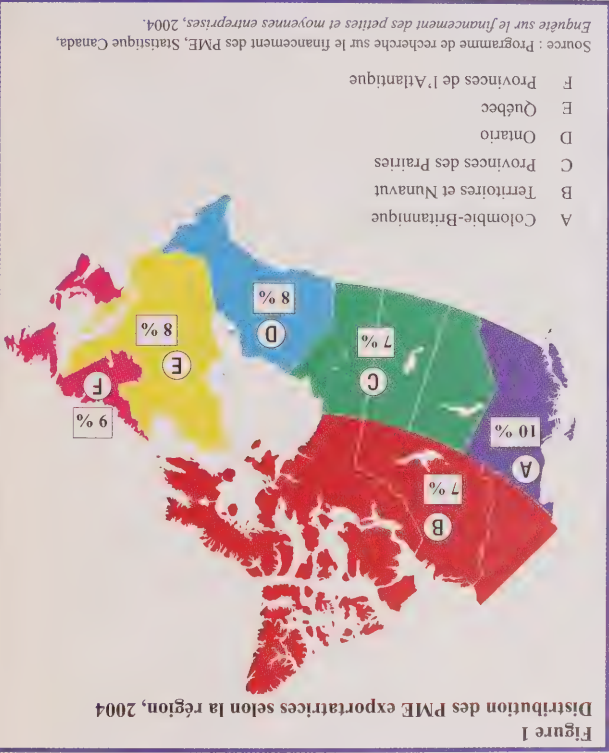 Figure 1
Distribution des PME exportatrices selon la région, 2004
B
7 %
A
10 %
C
7 %
F
9 %
E
8 %
D
8 %
A Colombie-Britannique
B Territoires et Nunavut
C Provinces des Prairies
D Ontario
E Québec
F Provinces de l'Atlantique
Source : Programme de recherche sur le financement des PME, Statistique Canada,
Enquête sur le financement des petites et moyennes entreprises, 2004.